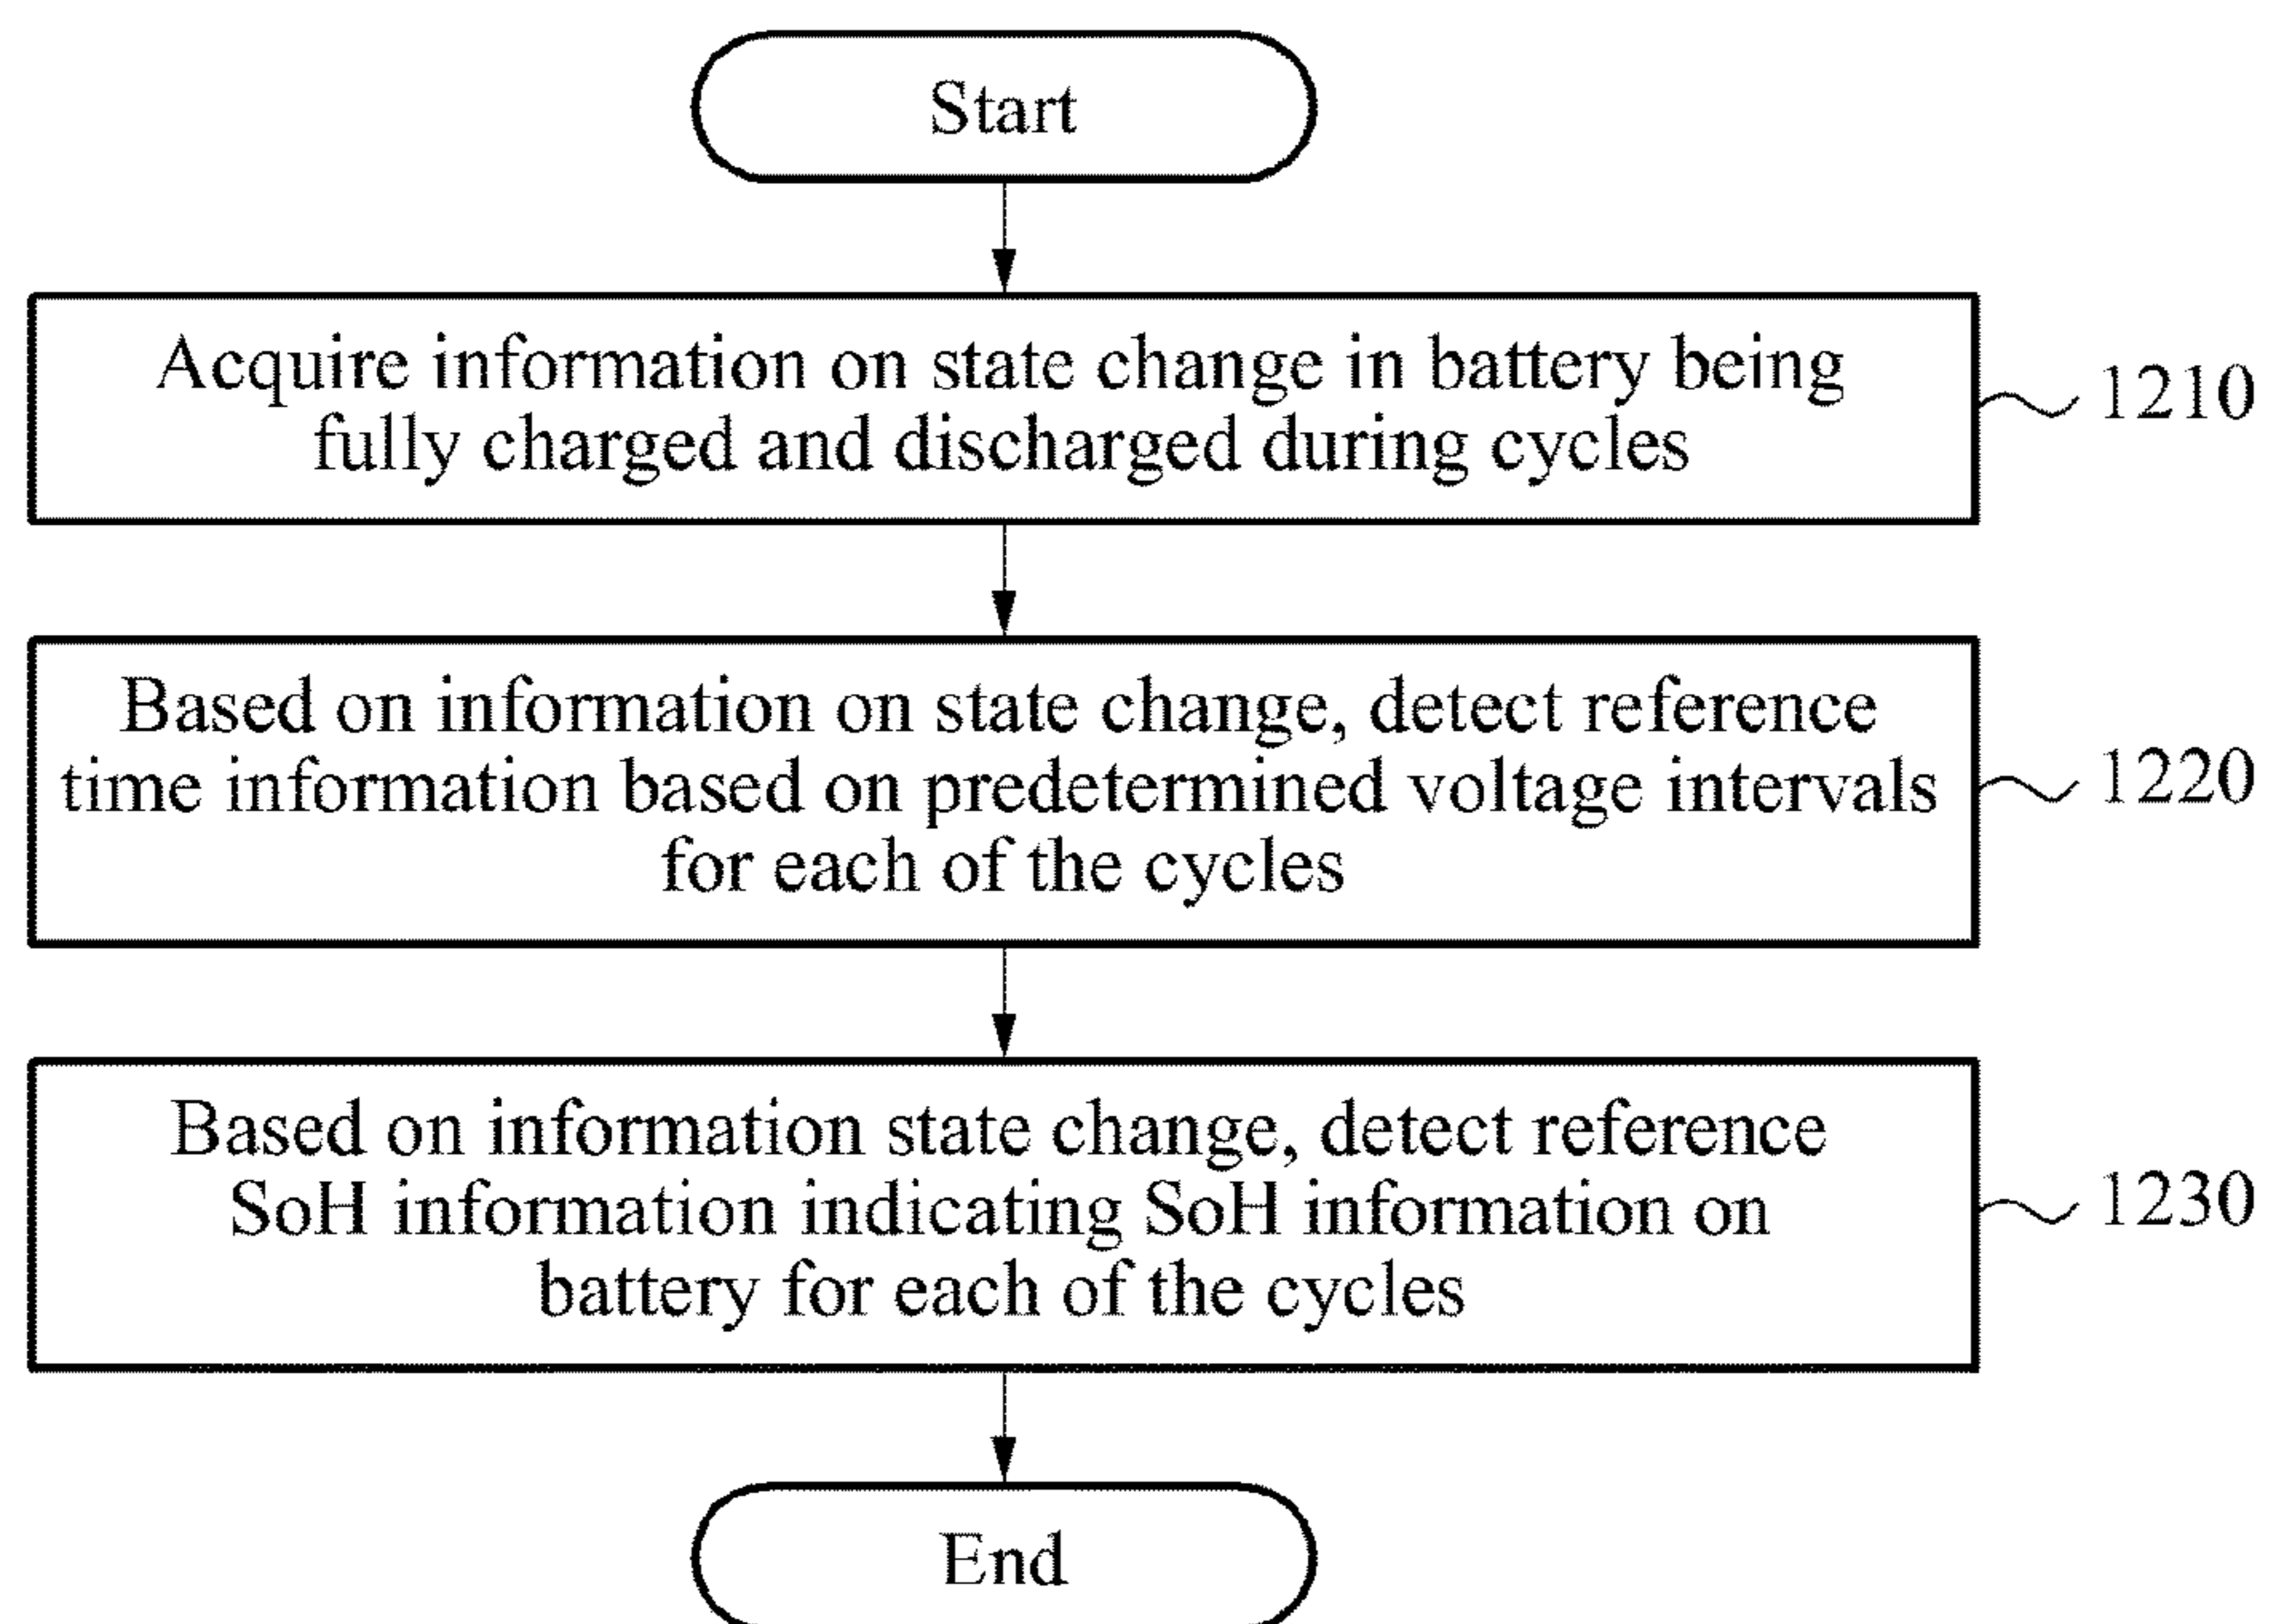 Start
Acquire information on state change in battery being
fully charged and discharged during cycles
1210
Based on information on state change, detect reference
time information based on predetermined voltage intervals
for each of the cycles
1220
Based on information state change, detect reference
SoH information indicating SoH information on
battery for each of the cycles
1230
End